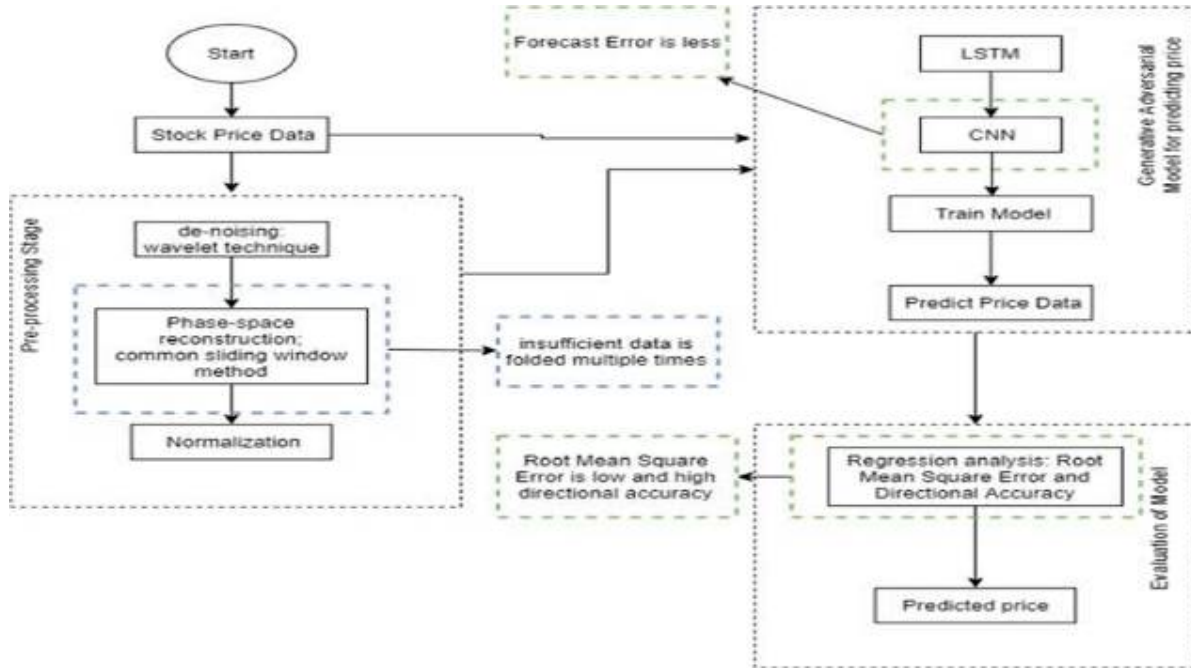 Start
Stock Price Data
Pre-processing Stage
de-noising:
wavelet technique
Phase-space
reconstruction;
common sliding window
method
Normalization
insufficient data is
folded multiple times
Forecast Error is less
LSTM
CNN
Train Model
Predict Price Data
Generative Adversarial
Model for predicting price
Regression analysis: Root
Mean Square Error and
Directional Accuracy
Root Mean Square
Error is low and high
directional accuracy
Predicted price
Evaluation of Model